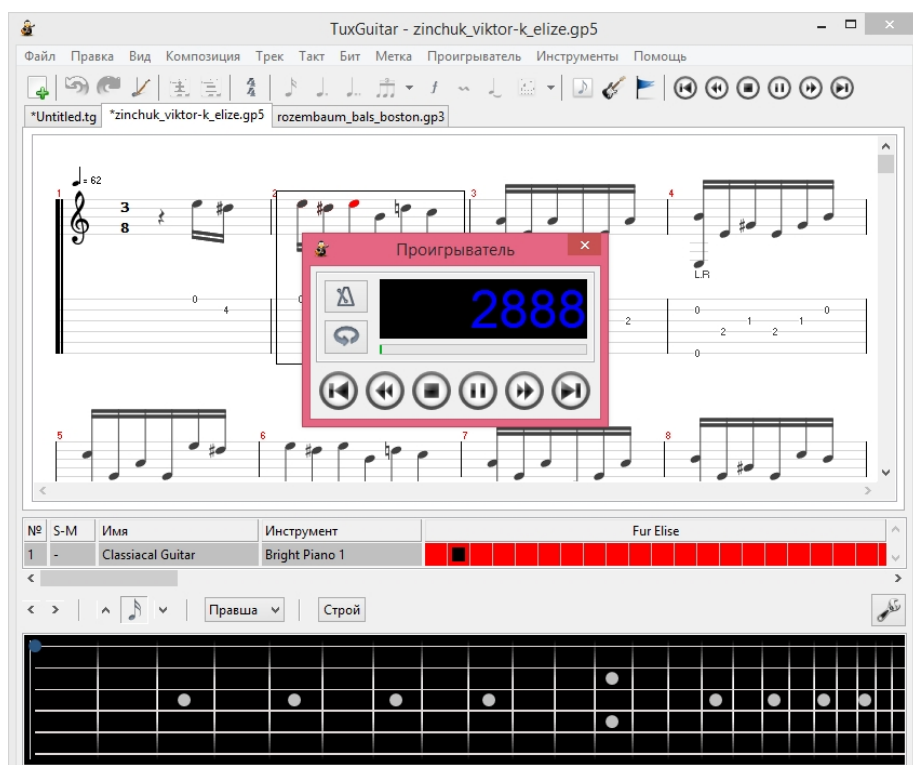 TuxGuitar - zinchuk_viktor-k_elize.gp5
Файл Правка Вид Композиция Трек Такт Бит Метка Проигрыватель Инструменты Помощь
*Untitled.tg *zinchuk_viktor-k_elize.gp5 rozembaum_bals_boston.gp3
= 62
1 2 3 4
3
8
L.R
0 4 0 2 0 2 1 2 1 0
0
Проигрыватель
2888
5 6 7 8
№ S-M Имя Инструмент Fur Elise
1 - Classiacal Guitar Bright Piano 1
Правша Строй